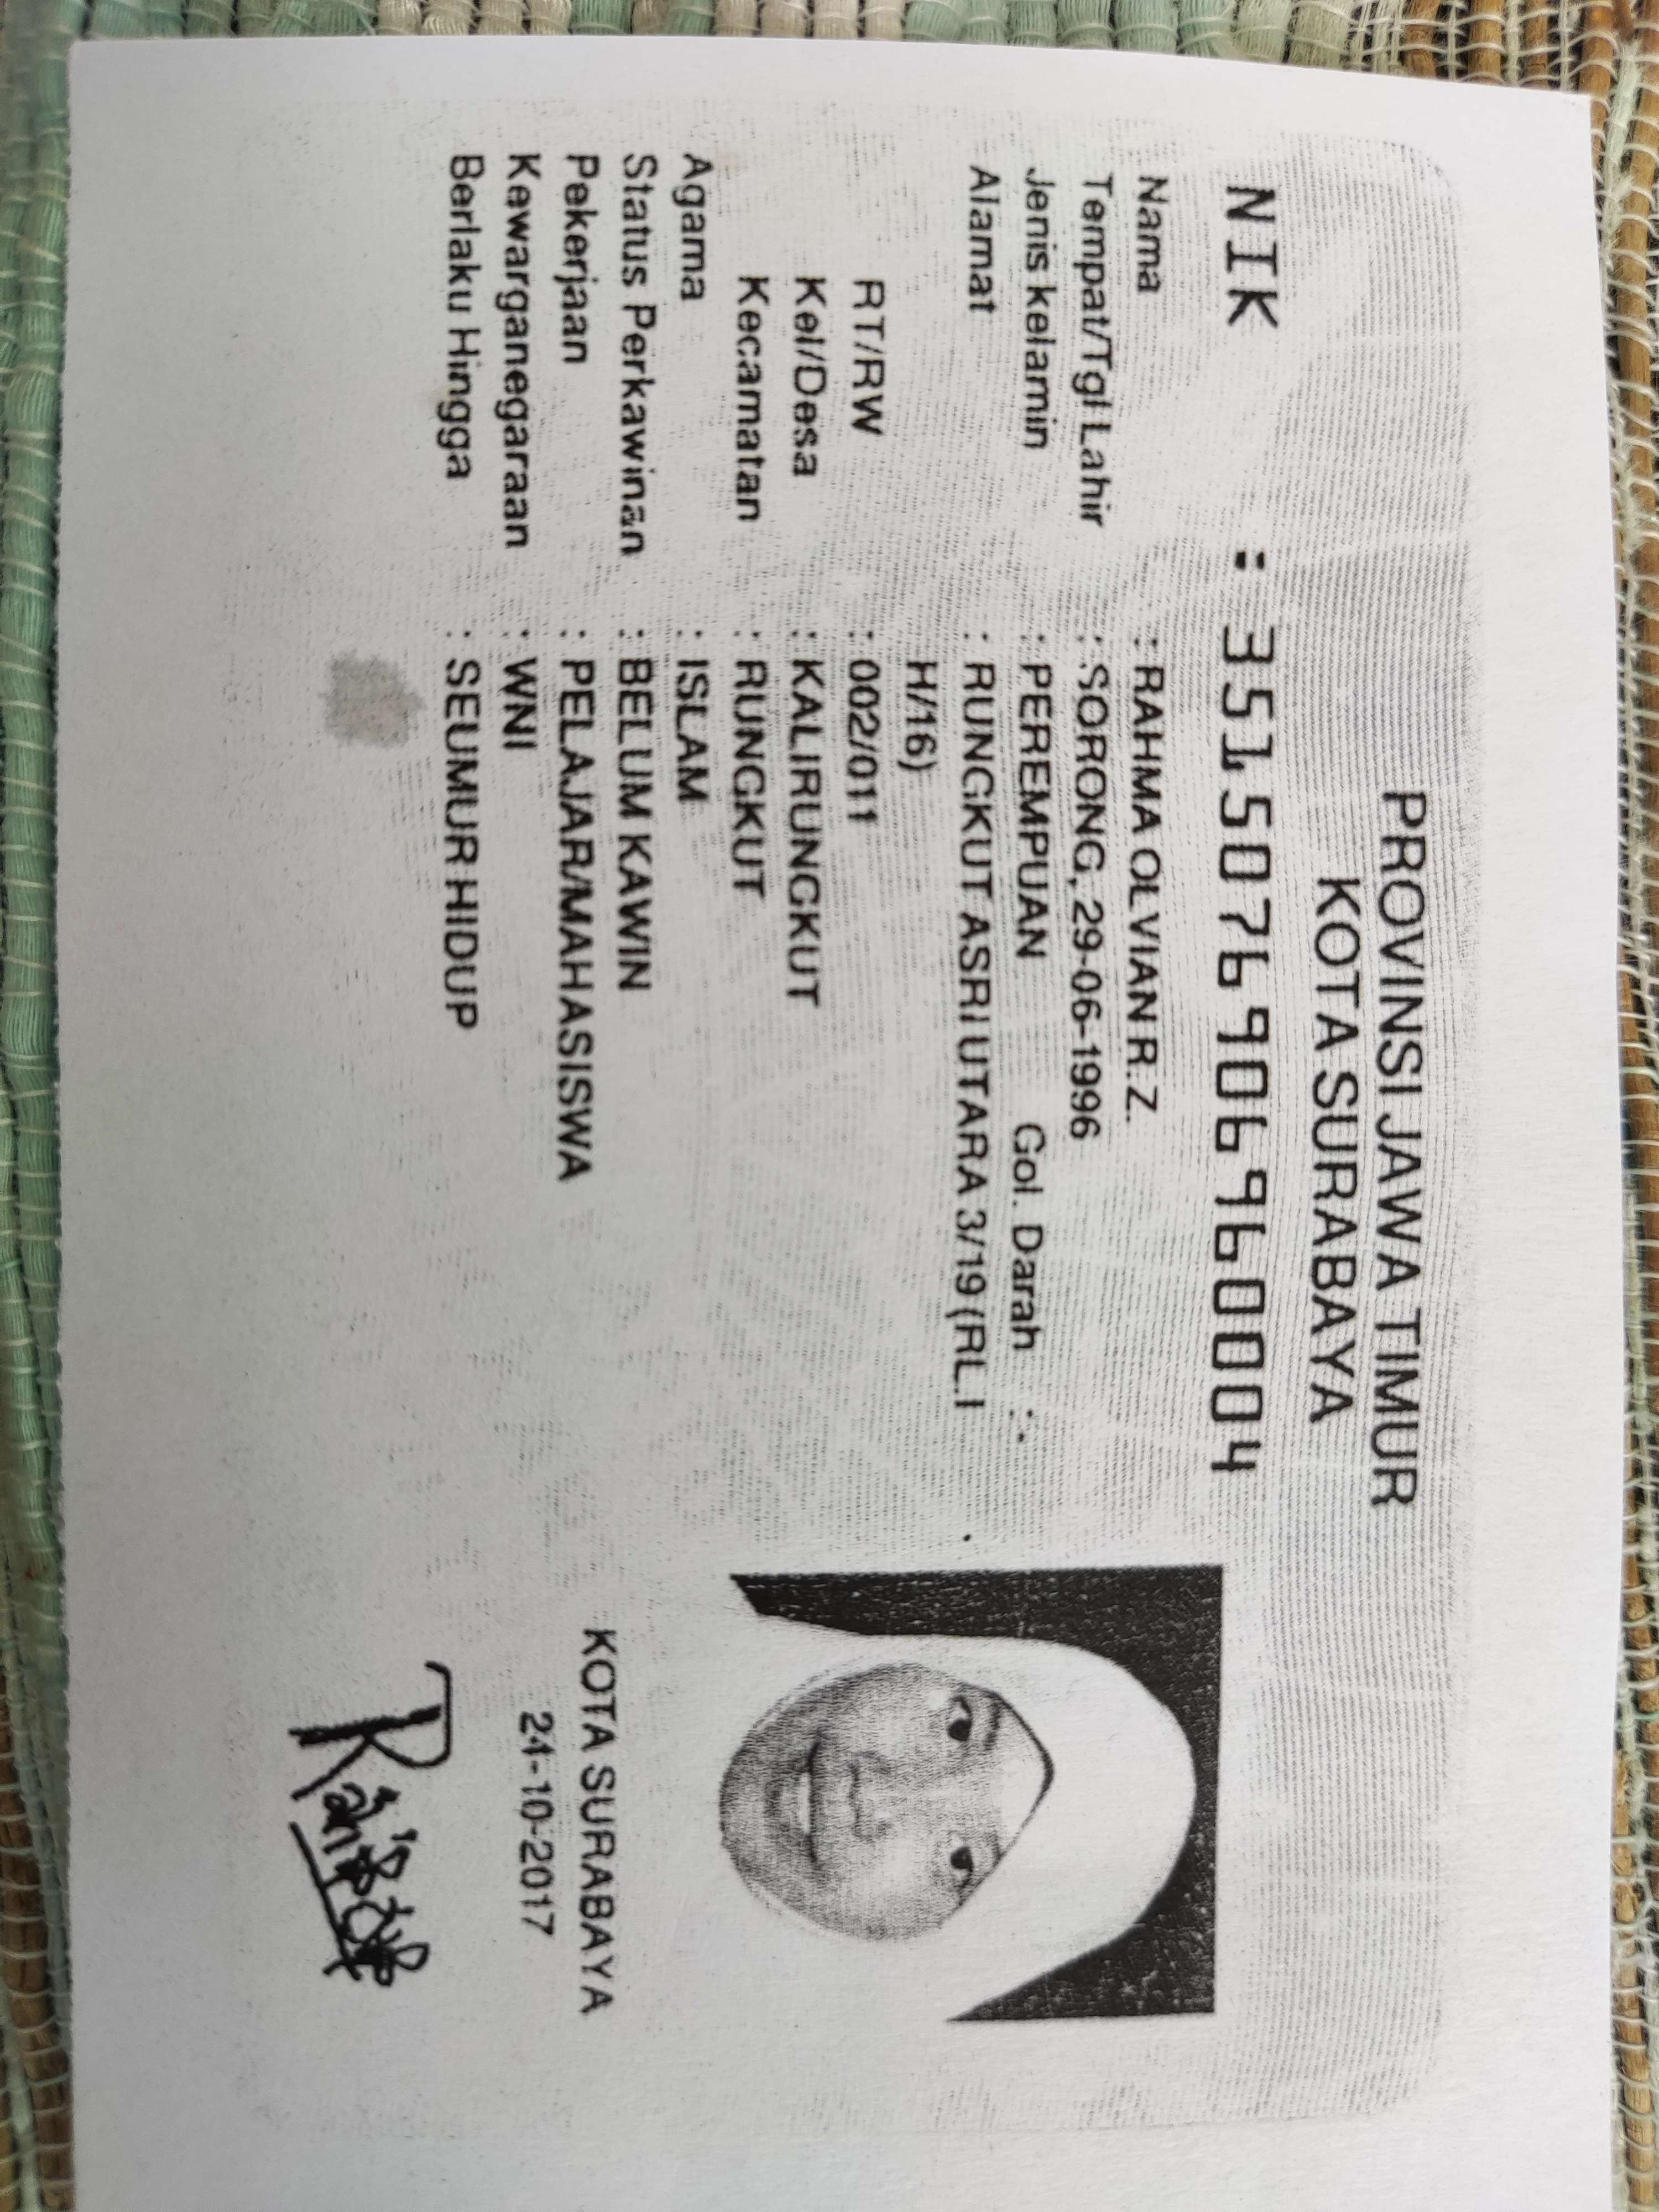 PROVINSI JAWA TIMUR
KOTA SURABAYA
NIK : 3515076906960004
Nama : RAHMA OLVIAN R.Z.
Tempat/Tgl Lahir : SORONG, 29-06-1996
Jenis kelamin : PEREMPUAN Gol. Darah : -
Alamat : RUNGKUT ASRI UTARA 3/19 (RL.I
H/16)
RT/RW : 002/011
Kel/Desa : KALIRUNGKUT
Kecamatan : RUNGKUT
Agama : ISLAM
Status Perkawinan : BELUM KAWIN
Pekerjaan : PELAJAR/MAHASISWA
Kewarganegaraan : WNI
Berlaku Hingga : SEUMUR HIDUP
KOTA SURABAYA
24-10-2017